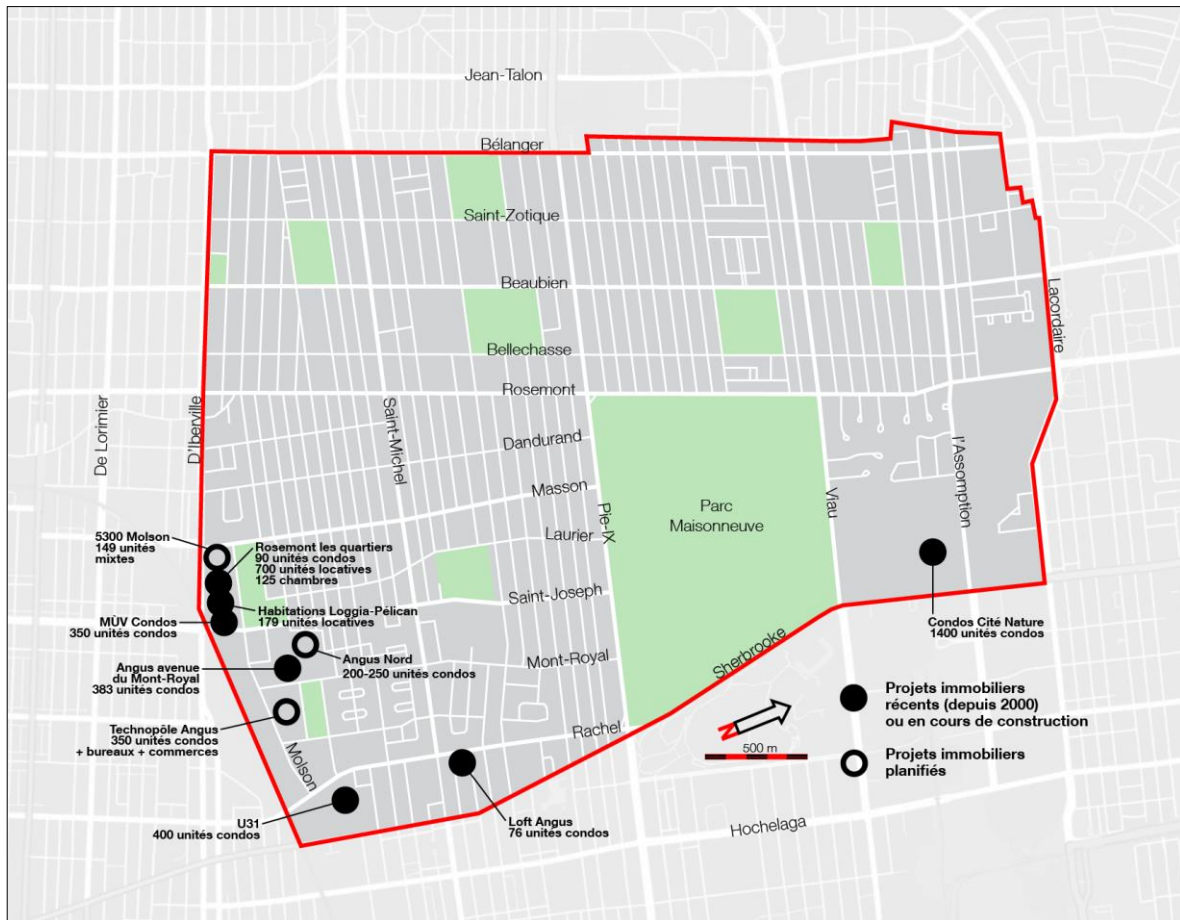 Jean-Talon
Bélanger
Saint-Zotique
Beaubien
Bellechasse
Rosemont
Lacordaire
De Lorimier
D'Iberville
Saint-Michel
Dandurand
Masson
Laurier
Pie-IX
Parc
Maisonneuve
Viau
l'Assomption
5300 Molson
149 unités
mixtes
Rosemont les quartiers
90 unités condos
700 unités locatives
125 chambres
Saint-Joseph
Habitations Loggia-Pélican
179 unités locatives
MÙV Condos
350 unités condos
Condos Cité Nature
1400 unités condos
Angus Nord
200-250 unités condos
Mont-Royal
Sherbrooke
Angus avenue
du Mont-Royal
383 unités condos
Technopôle Angus
350 unités condos
+ bureaux + commerces
Molson
Rachel
N
500 m
Projets immobiliers
récents (depuis 2000)
ou en cours de construction
Projets immobiliers
planifiés
U31
400 unités condos
Loft Angus
76 unités condos
Hochelaga